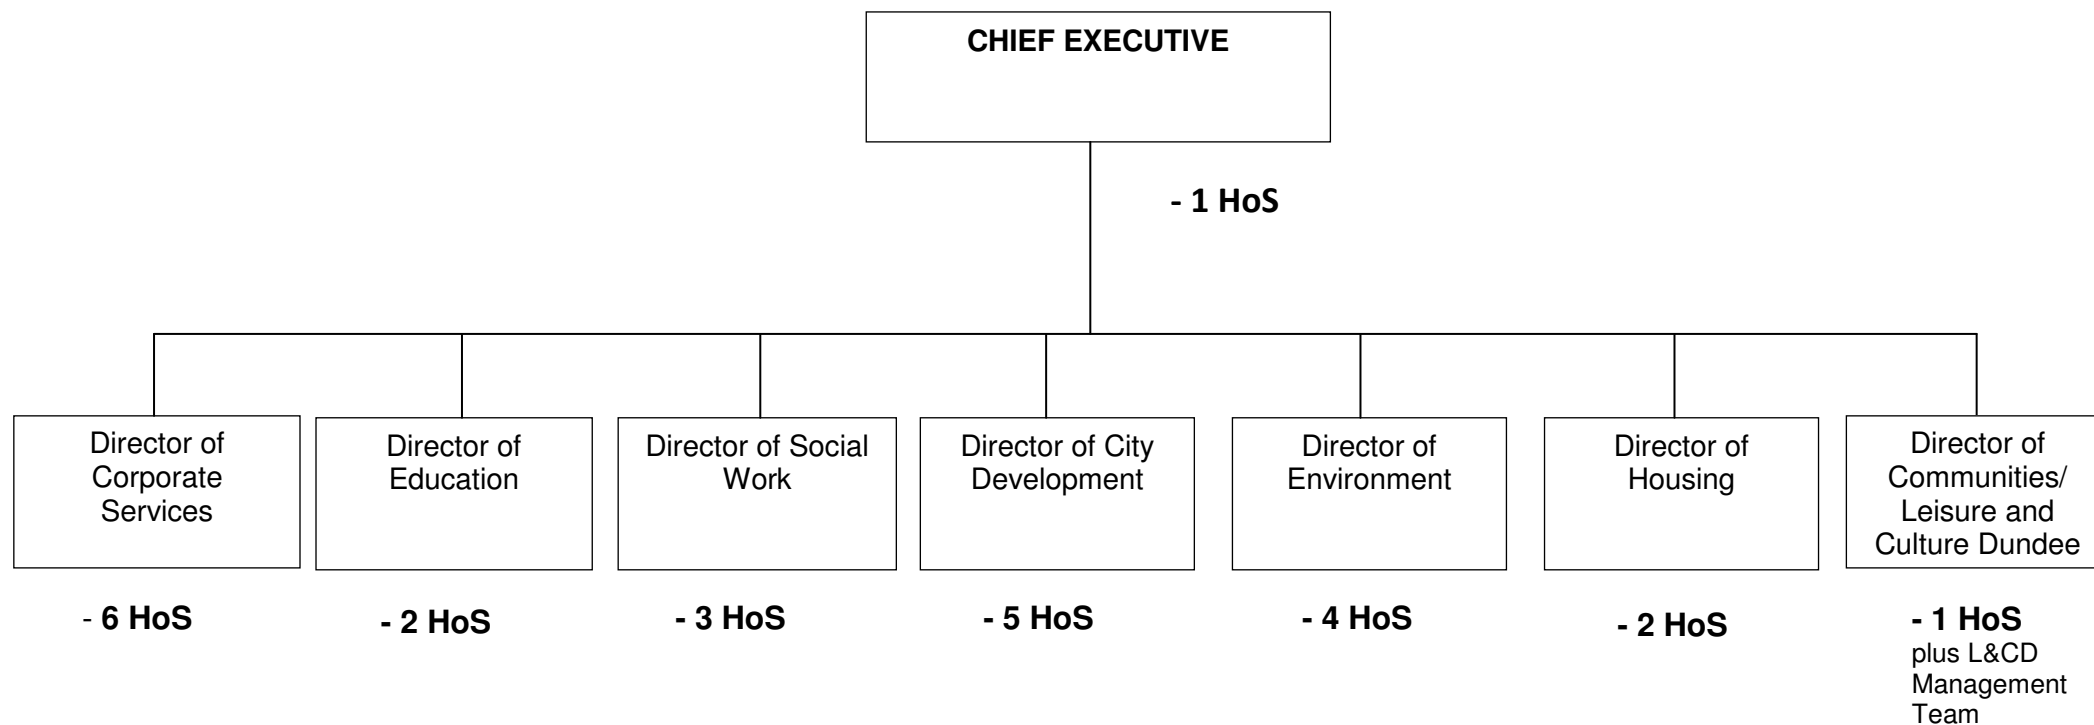 CHIEF EXECUTIVE
- 1 HoS
Director of
Corporate
Services
Director of
Education
Director of Social
Work
Director of City
Development
Director of
Environment
Director of
Housing
Director of
Communities/
Leisure and
Culture Dundee
- 6 HoS
- 2 HoS
- 3 HoS
- 5 HoS
- 4 HoS
- 2 HoS
- 1 HoS
plus L&CD
Management
Team